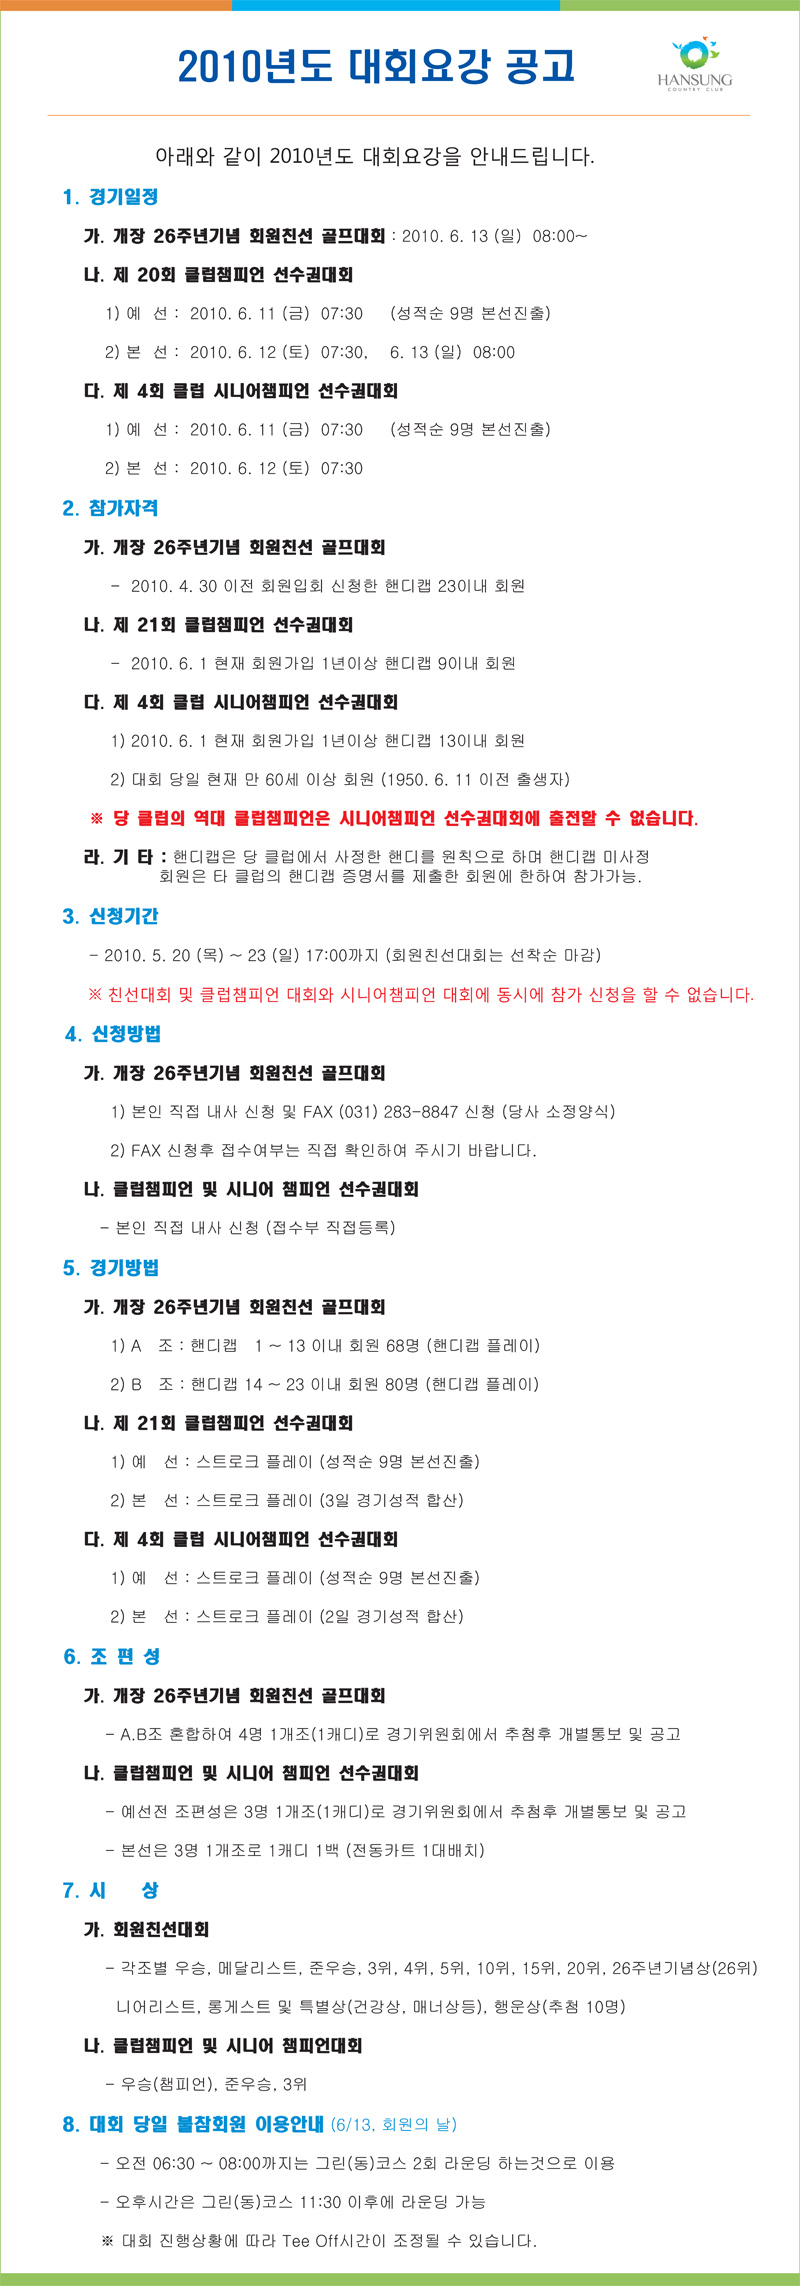 2010년도 대회요강 공고
HANSUNG
COUNTRY CLUB
아래와 같이 2010년도 대회요강을 안내드립니다.
1. 경기일정
가. 개장 26주년기념 회원친선 골프대회 : 2010. 6. 13 (일) 08:00~
나. 제 20회 클럽챔피언 선수권대회
1) 예 선 : 2010. 6. 11 (금) 07:30 (성적순 9명 본선진출)
2) 본 선 : 2010. 6. 12 (토) 07:30, 6. 13 (일) 08:00
다. 제 4회 클럽 시니어챔피언 선수권대회
1) 예 선 : 2010. 6. 11 (금) 07:30 (성적순 9명 본선진출)
2) 본 선 : 2010. 6. 12 (토) 07:30
2. 참가자격
가. 개장 26주년기념 회원친선 골프대회
- 2010. 4. 30 이전 회원입회 신청한 핸디캡 23이내 회원
나. 제 21회 클럽챔피언 선수권대회
- 2010. 6. 1 현재 회원가입 1년이상 핸디캡 9이내 회원
다. 제 4회 클럽 시니어챔피언 선수권대회
1) 2010. 6. 1 현재 회원가입 1년이상 핸디캡 13이내 회원
2) 대회 당일 현재 만 60세 이상 회원 (1950. 6. 11 이전 출생자)
※ 당 클럽의 역대 클럽챔피언은 시니어챔피언 선수권대회에 출전할 수 없습니다.
라. 기 타 : 핸디캡은 당 클럽에서 사정한 핸디를 원칙으로 하며 핸디캡 미사정
회원은 타 클럽의 핸디캡 증명서를 제출한 회원에 한하여 참가가능.
3. 신청기간
- 2010. 5. 20 (목) ~ 23 (일) 17:00까지 (회원친선대회는 선착순 마감)
※ 친선대회 및 클럽챔피언 대회와 시니어챔피언 대회에 동시에 참가 신청을 할 수 없습니다.
4. 신청방법
가. 개장 26주년기념 회원친선 골프대회
1) 본인 직접 내사 신청 및 FAX (031) 283-8847 신청 (당사 소정양식)
2) FAX 신청후 접수여부는 직접 확인하여 주시기 바랍니다.
나. 클럽챔피언 및 시니어 챔피언 선수권대회
- 본인 직접 내사 신청 (접수부 직접등록)
5. 경기방법
가. 개장 26주년기념 회원친선 골프대회
1) A 조 : 핸디캡 1 ~ 13 이내 회원 68명 (핸디캡 플레이)
2) B 조 : 핸디캡 14 ~ 23 이내 회원 80명 (핸디캡 플레이)
나. 제 21회 클럽챔피언 선수권대회
1) 예 선 : 스트로크 플레이 (성적순 9명 본선진출)
2) 본 선 : 스트로크 플레이 (3일 경기성적 합산)
다. 제 4회 클럽 시니어챔피언 선수권대회
1) 예 선 : 스트로크 플레이 (성적순 9명 본선진출)
2) 본 선 : 스트로크 플레이 (2일 경기성적 합산)
6. 조 편 성
가. 개장 26주년기념 회원친선 골프대회
- A.B조 혼합하여 4명 1개조(1캐디)로 경기위원회에서 추첨후 개별통보 및 공고
나. 클럽챔피언 및 시니어 챔피언 선수권대회
- 예선전 조편성은 3명 1개조(1캐디)로 경기위원회에서 추첨후 개별통보 및 공고
- 본선은 3명 1개조로 1캐디 1백 (전동카트 1대배치)
7. 시 상
가. 회원친선대회
- 각조별 우승, 메달리스트, 준우승, 3위, 4위, 5위, 10위, 15위, 20위, 26주년기념상(26위)
니어리스트, 롱게스트 및 특별상(건강상, 매너상등), 행운상(추첨 10명)
나. 클럽챔피언 및 시니어 챔피언대회
- 우승(챔피언), 준우승, 3위
8. 대회 당일 불참회원 이용안내 (6/13, 회원의 날)
- 오전 06:30 ~ 08:00까지는 그린(동)코스 2회 라운딩 하는것으로 이용
- 오후시간은 그린(동)코스 11:30 이후에 라운딩 가능
※ 대회 진행상황에 따라 Tee Off시간이 조정될 수 있습니다.